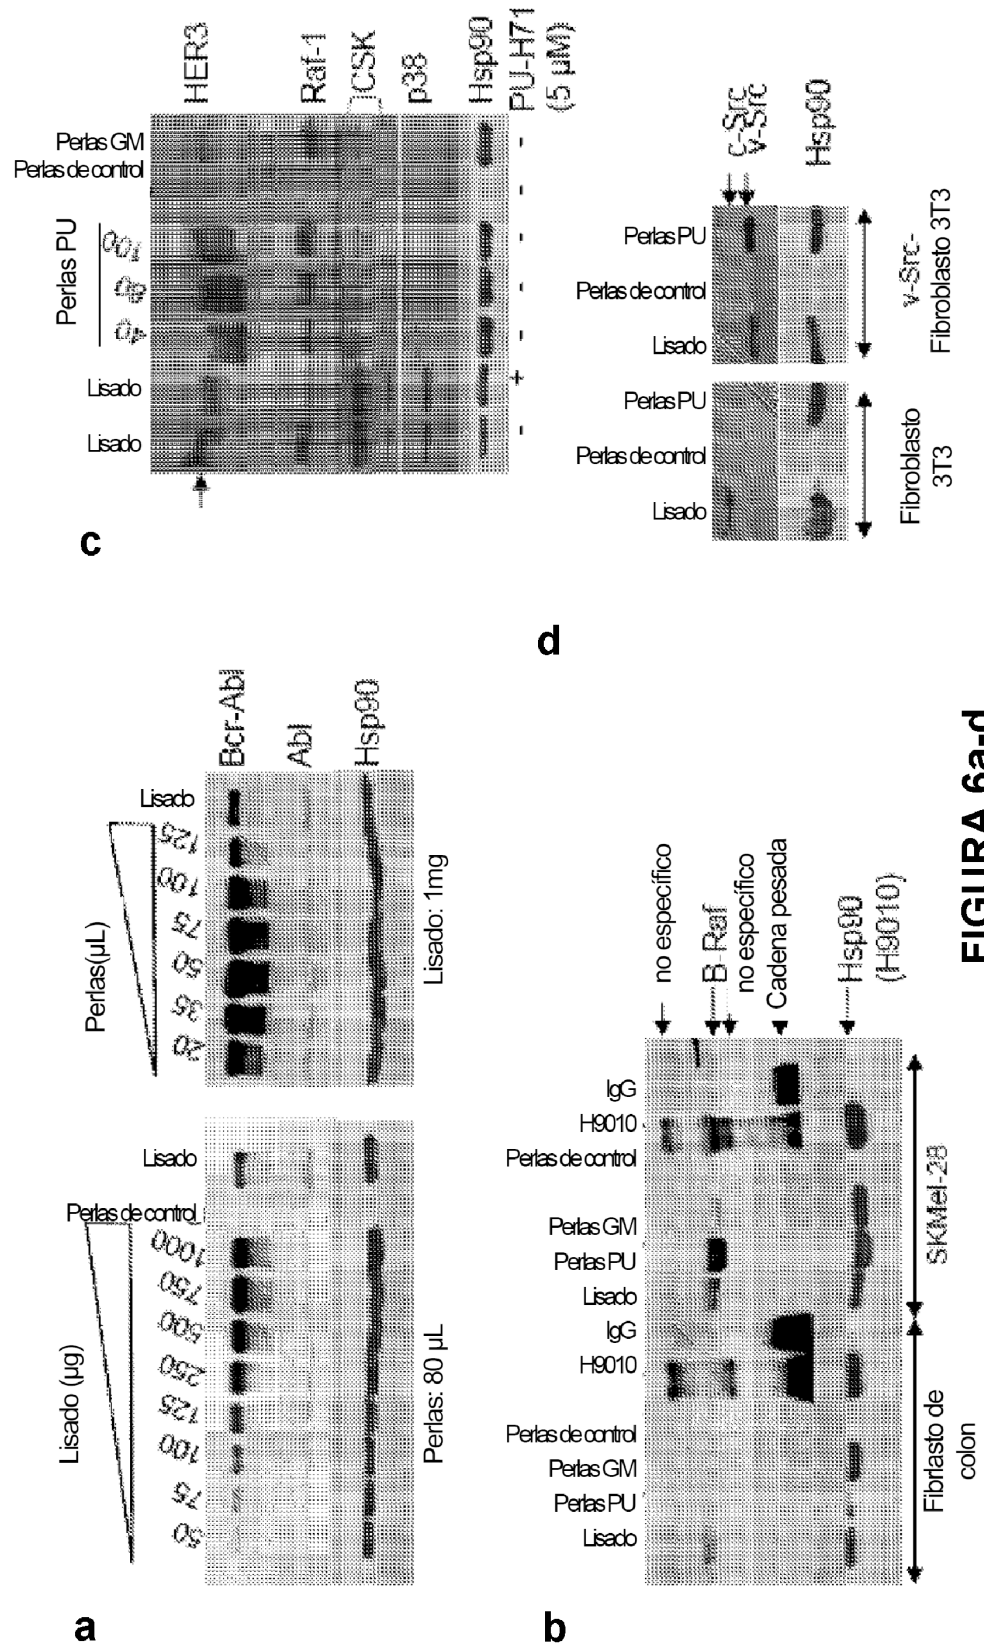 a
Lisado (µg)
50
75
100
125
250
500
750
1000
Perlas de control
Lisado
Perlas: 80 µL
Perlas(µL)
20
35
50
75
100
125
Lisado
Bcr-Abl
Abl
Hsp90
Lisado: 1mg
b
Lisado
Perlas PU
Perlas GM
Perlas de control
H9010
IgG
Lisado
Perlas PU
Perlas GM
Perlas de control
H9010
IgG
no específico
B-Raf
no específico
Cadena pesada
Hsp90
(H9010)
Fibrlasto de
colon
SKMel-28
c
Lisado
Lisado
Perlas PU
40
80
100
Perlas de control
Perlas GM
HER3
Raf-1
CSK
p38
Hsp90
PU-H71
(5 µM)
- + - - - - -
d
Lisado
Perlas de control
Perlas PU
Lisado
Perlas de control
Perlas PU
c-Src
v-Src
Hsp90
Fibroblasto
3T3
v-Src-
Fibroblasto 3T3
FIGURA 6a-d